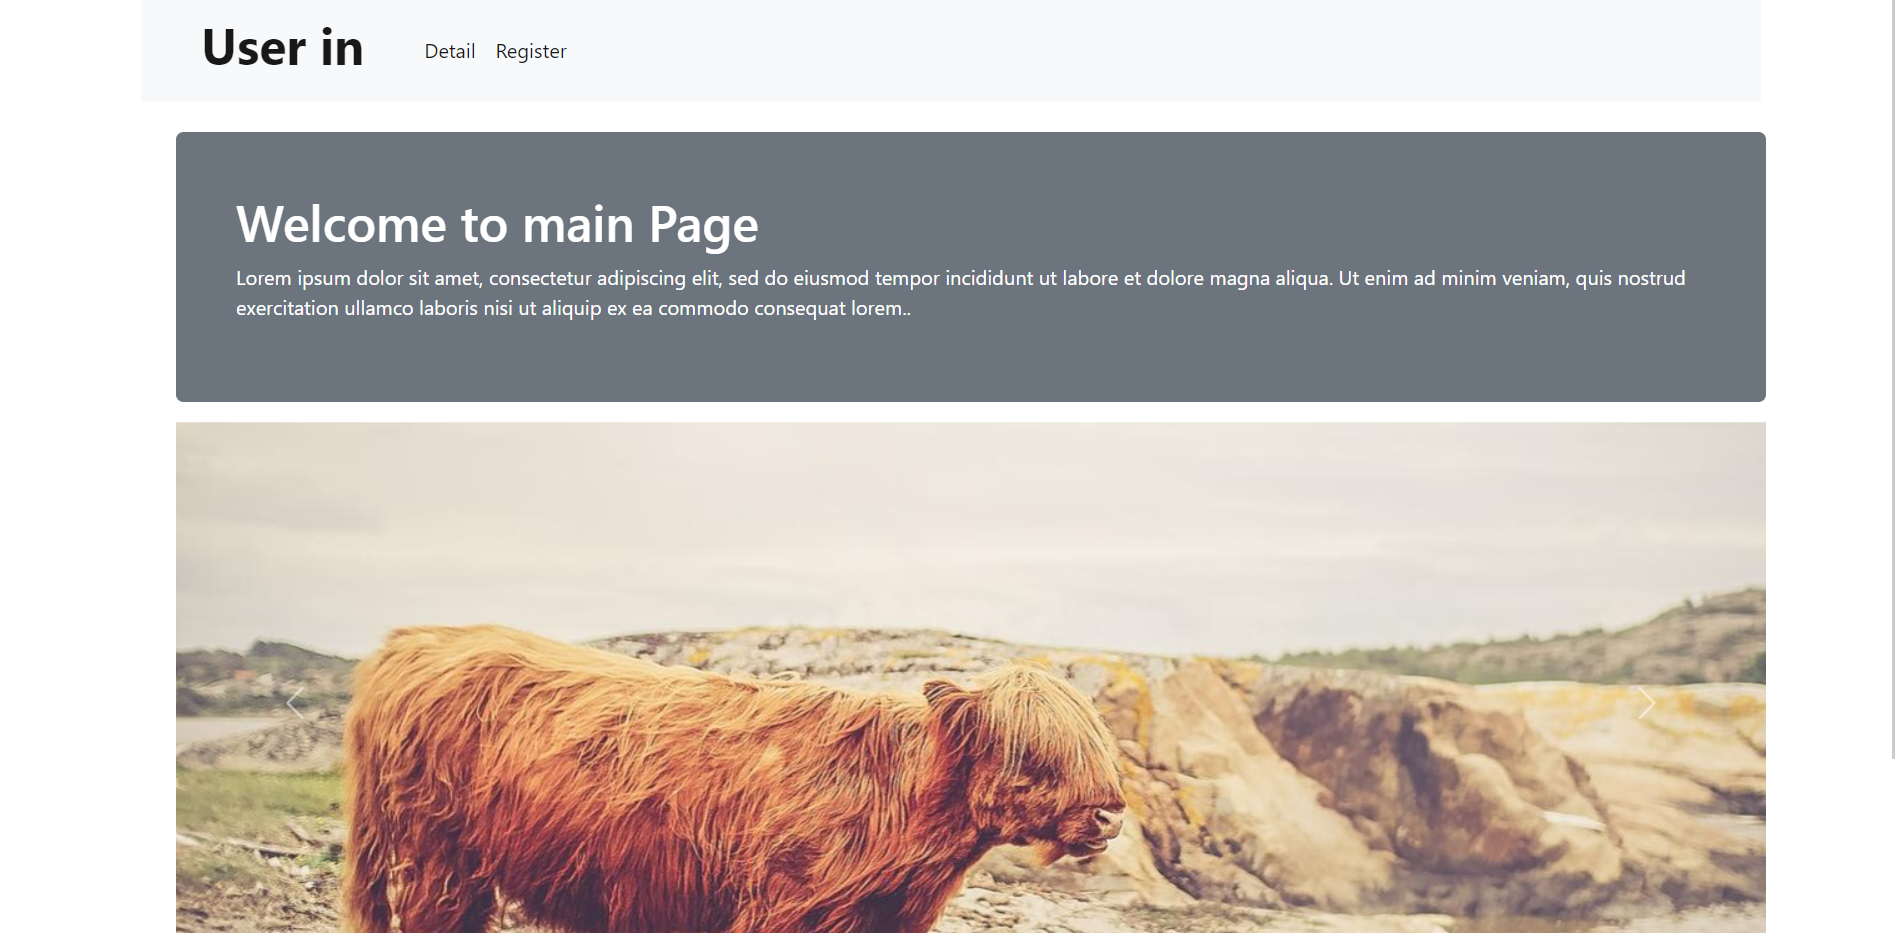 User in
Detail Register
Welcome to main Page
Lorem ipsum dolor sit amet, consectetur adipiscing elit, sed do eiusmod tempor incididunt ut labore et dolore magna aliqua. Ut enim ad minim veniam, quis nostrud
exercitation ullamco laboris nisi ut aliquip ex ea commodo consequat lorem..